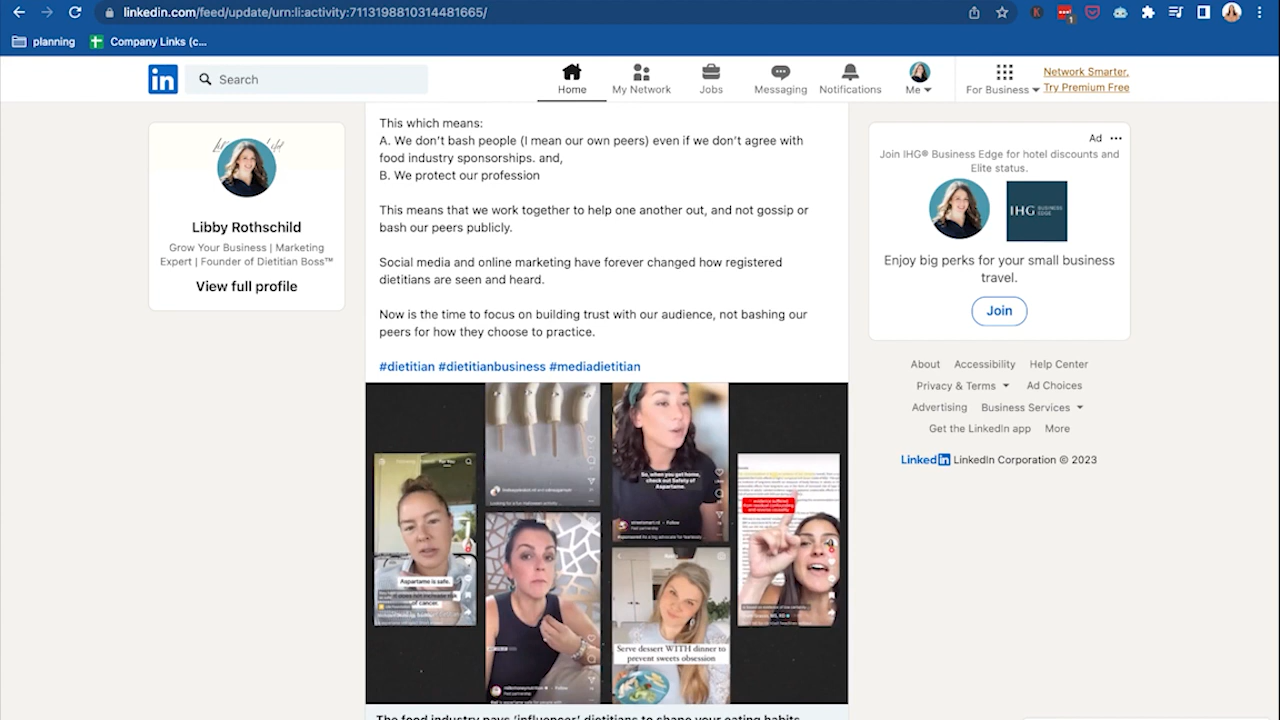 linkedin.com/feed/update/urn:li:activity:7113198810314481665/
planning
Company Links (c...
in
Search
Home
My Network
Jobs
Messaging
Notifications
Me
For Business
Network Smarter,
Try Premium Free
Libby Rothschild
Grow Your Business | Marketing
Expert | Founder of Dietitian Boss™
View full profile
This which means:
A. We don't bash people (I mean our own peers) even if we don't agree with
food industry sponsorships. and,
B. We protect our profession
This means that we work together to help one another out, and not gossip or
bash our peers publicly.
Social media and online marketing have forever changed how registered
dietitians are seen and heard.
Now is the time to focus on building trust with our audience, not bashing our
peers for how they choose to practice.
#dietitian #dietitianbusiness #mediadietitian
Aspartame is safe.
of cancer.
So, when you get home,
check out Safety of
Aspartame.
Serve dessert WITH dinner to
prevent sweets obsession
The food industry pays 'influencer' dietitians to shape your eating habits
Ad
Join IHG® Business Edge for hotel discounts and
Elite status.
IHG BUSINESS
EDGE
Enjoy big perks for your small business
travel.
Join
About
Accessibility
Help Center
Privacy & Terms
Ad Choices
Advertising
Business Services
Get the LinkedIn app
More
LinkedIn LinkedIn Corporation © 2023